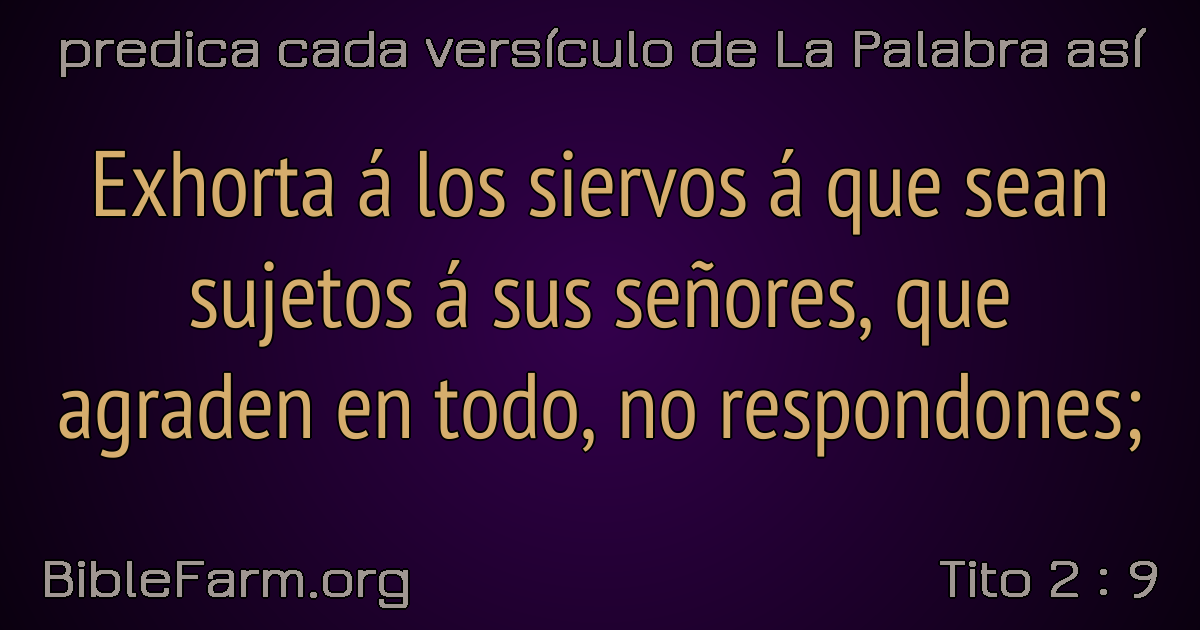 predica cada versículo de La Palabra así
Exhorta á los siervos á que sean
sujetos á sus señores, que
agraden en todo, no respondones;
BibleFarm.org
Tito 2 : 9